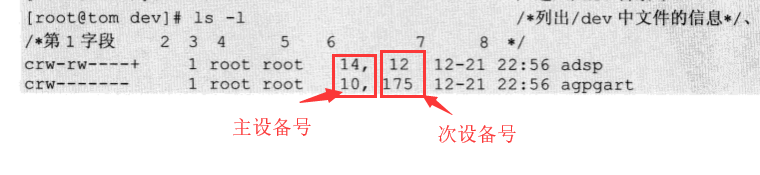 [root@tom dev]# ls -l /*列出/dev 中文件的信息*/、
/*第 1 字段 2 3 4 5 6 7 8 */
crw-rw----+ 1 root root 14, 12 12-21 22:56 adsp
crw------- 1 root root 10, 175 12-21 22:56 agpgart
主设备号 次设备号